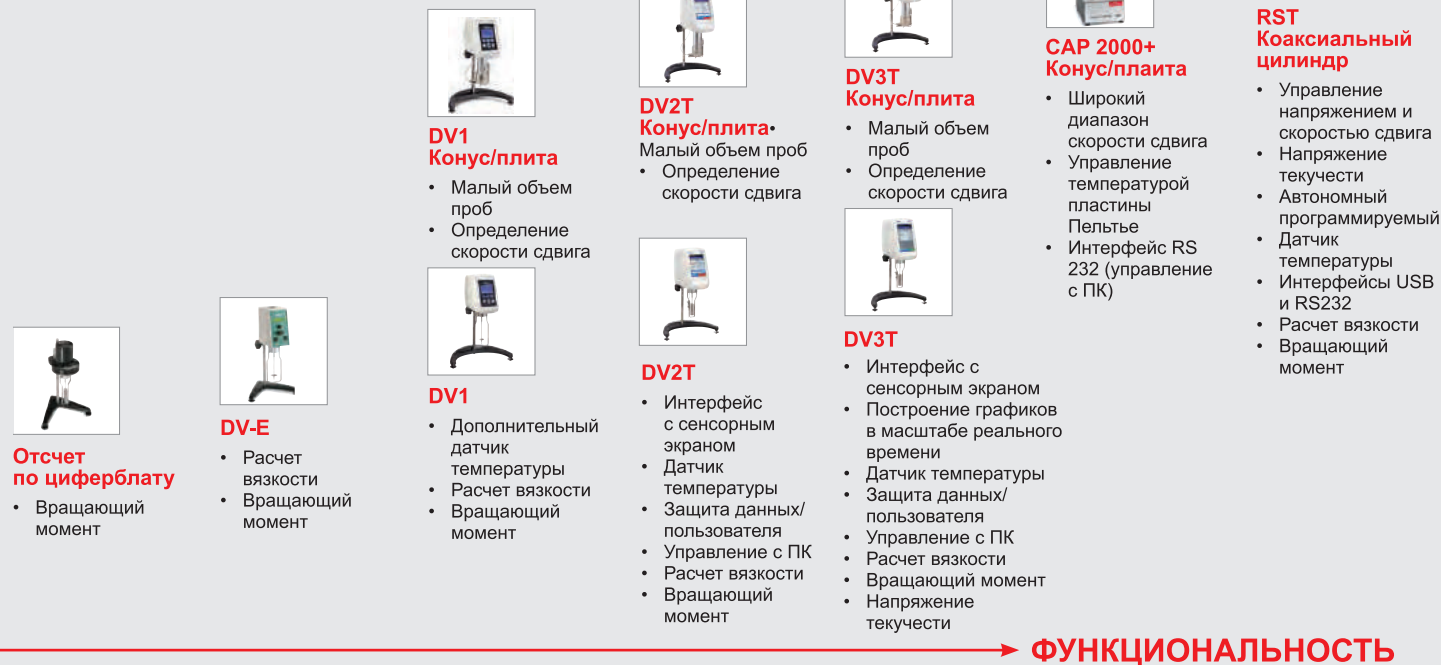 Отсчет
по циферблату
• Вращающий
момент
DV-E
• Расчет
вязкости
• Вращающий
момент
DV1
Конус/плита
• Малый объем
проб
• Определение
скорости сдвига
DV1
• Дополнительный
датчик
температуры
• Расчет вязкости
• Вращающий
момент
DV2T
Конус/плита•
Малый объем проб
• Определение
скорости сдвига
DV2T
• Интерфейс
с сенсорным
экраном
• Датчик
температуры
• Защита данных/
пользователя
• Управление с ПК
• Расчет вязкости
• Вращающий
момент
DV3T
Конус/плита
• Малый объем
проб
• Определение
скорости сдвига
DV3T
• Интерфейс с
сенсорным экраном
• Построение графиков
в масштабе реального
времени
• Датчик температуры
• Защита данных/
пользователя
• Управление с ПК
• Расчет вязкости
• Вращающий момент
• Напряжение
текучести
CAP 2000+
Конус/плаита
• Широкий
диапазон
скорости сдвига
• Управление
температурой
пластины
Пельтье
• Интерфейс RS
232 (управление
с ПК)
RST
Коаксиальный
цилиндр
• Управление
напряжением и
скоростью сдвига
• Напряжение
текучести
• Автономный
программируемый
• Датчик
температуры
• Интерфейсы USB
и RS232
• Расчет вязкости
• Вращающий
момент
ФУНКЦИОНАЛЬНОСТЬ